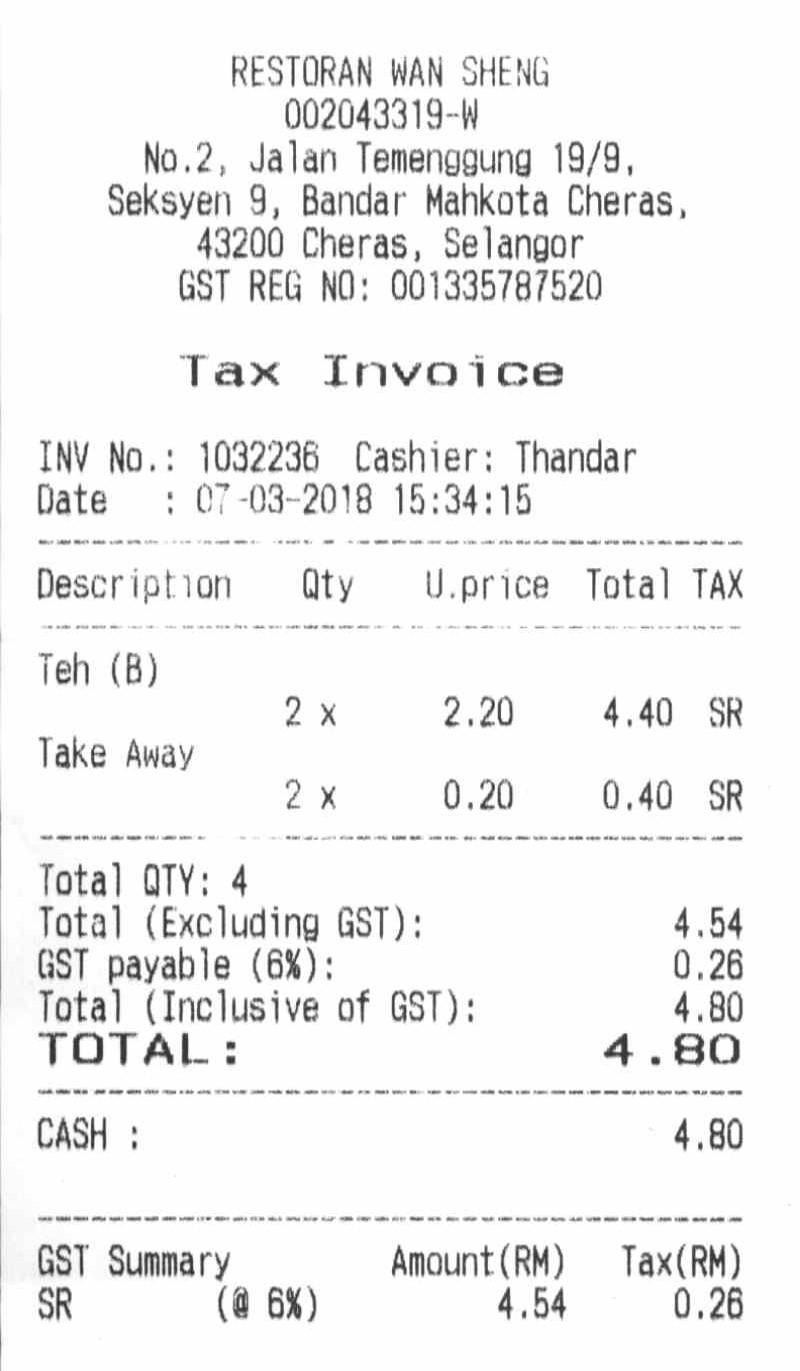 RESTORAN WAN SHENG
002043319-W
No.2, Jalan Temenggung 19/9,
Seksyen 9, Bandar Mahkota Cheras,
43200 Cheras, Selangor
GST REG NO: 001335787520
Tax Invoice
INV No.: 1032236 Cashier: Thandar
Date : 07-03-2018 15:34:15
Description Qty U.price Total TAX
Teh (B)
2 x 2.20 4.40 SR
Take Away
2 x 0.20 0.40 SR
Total QTY: 4
Total (Excluding GST): 4.54
GST payable (6%): 0.26
Total (Inclusive of GST): 4.80
TOTAL: 4.80
CASH : 4.80
GST Summary Amount(RM) Tax(RM)
SR (@ 6%) 4.54 0.26